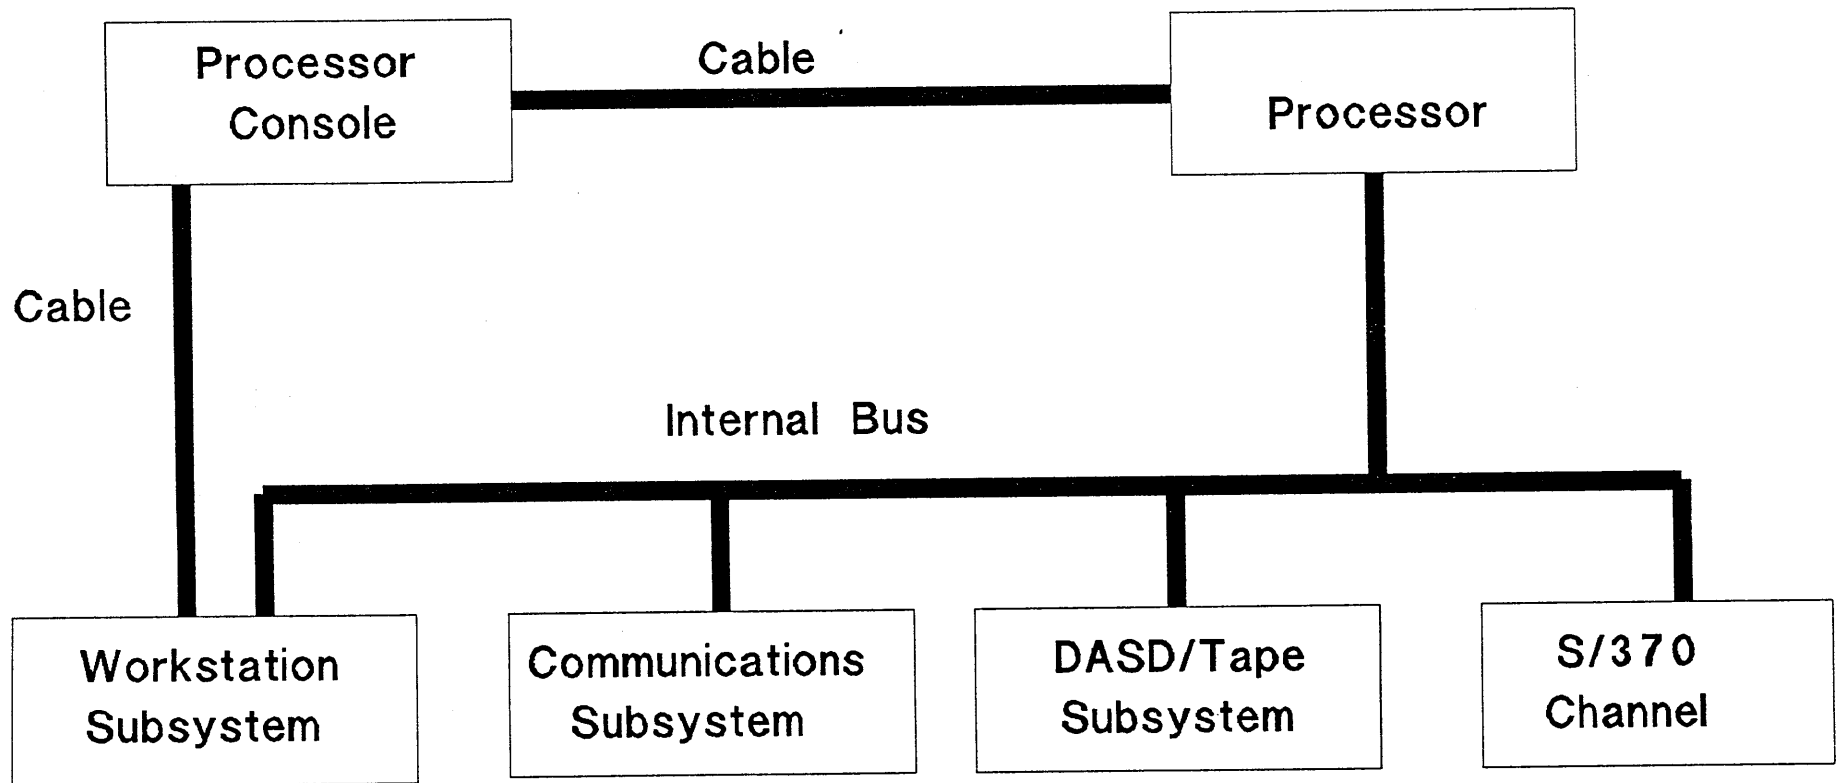 Processor
Console
Cable
Processor
Cable
Internal Bus
Workstation
Subsystem
Communications
Subsystem
DASD/Tape
Subsystem
S/370
Channel